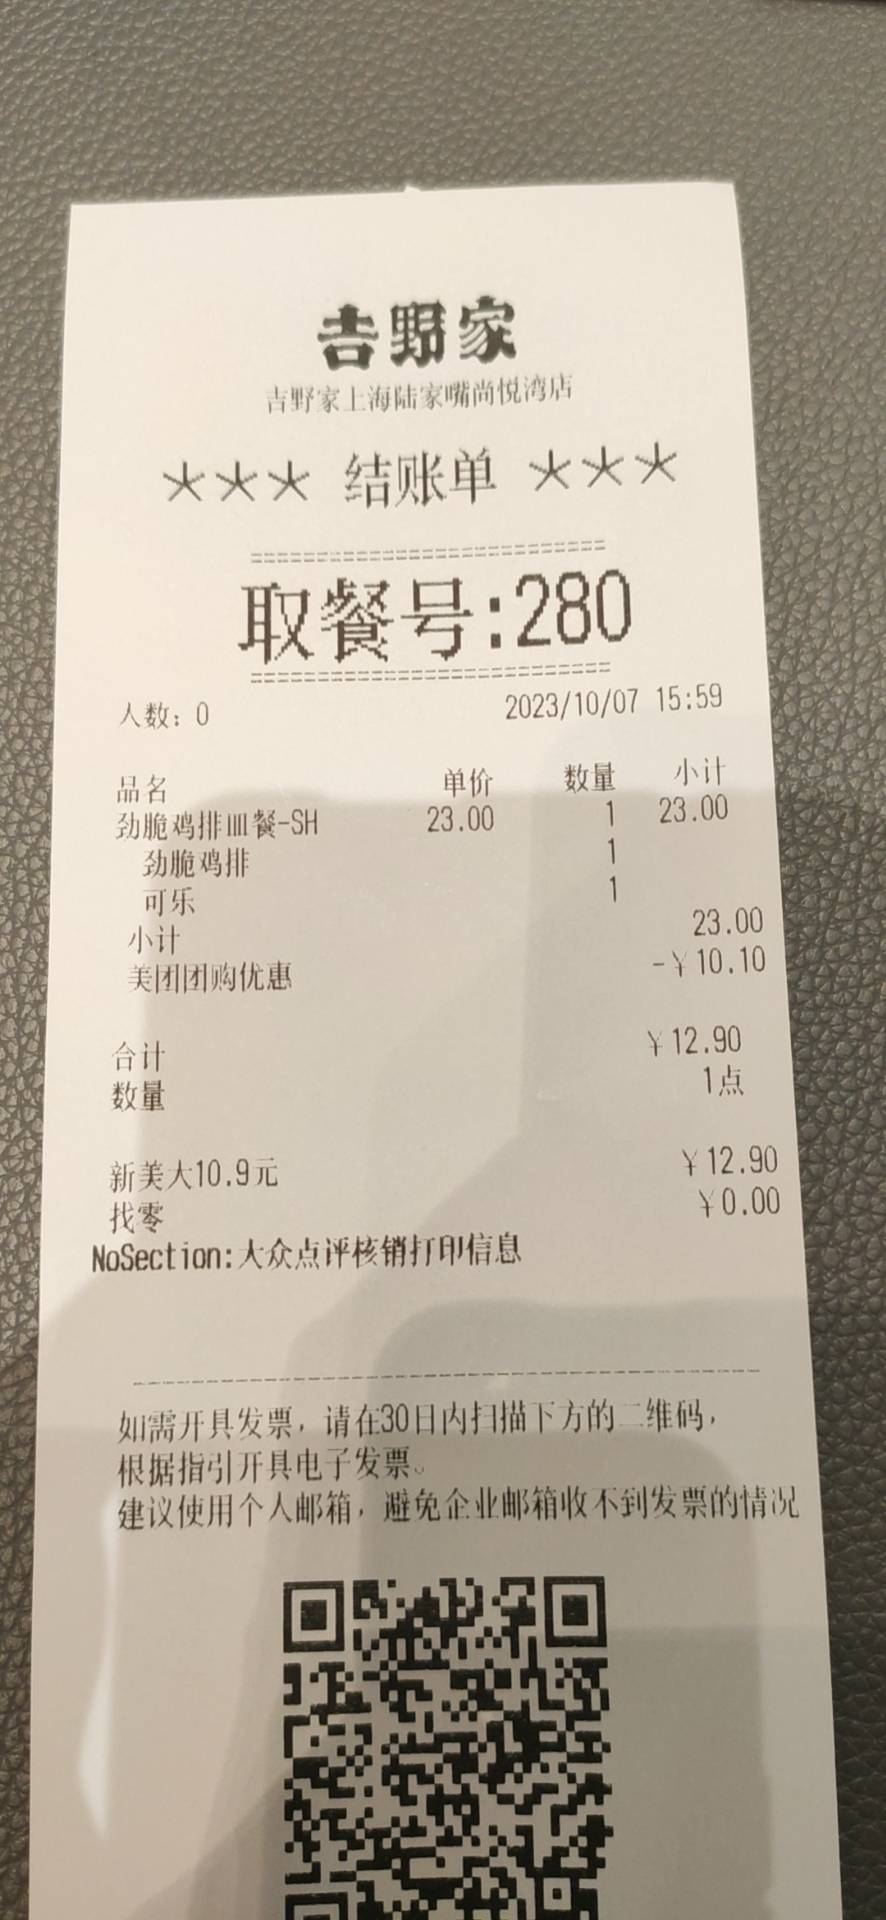 吉野家
吉野家上海陆家嘴尚悦湾店
*** 结账单 ***
取餐号:280
人数: 0 2023/10/07 15:59
品名 单价 数量 小计
劲脆鸡排皿餐-SH 23.00 1 23.00
劲脆鸡排 1
可乐 1
小计 23.00
美团团购优惠 -¥10.10
合计 ¥12.90
数量 1点
新美大10.9元 ¥12.90
找零 ¥0.00
NoSection:大众点评核销打印信息
如需开具发票，请在30日内扫描下方的二维码，
根据指引开具电子发票。
建议使用个人邮箱，避免企业邮箱收不到发票的情况